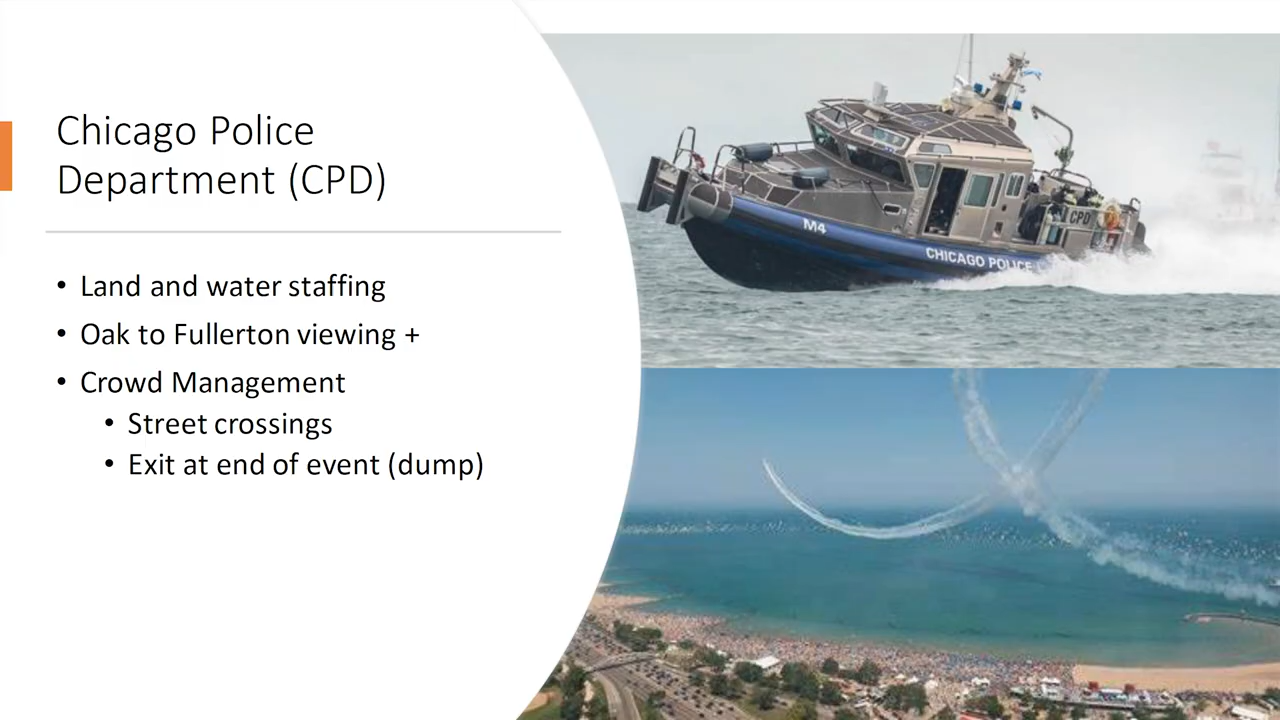 Chicago Police
Department (CPD)
• Land and water staffing
• Oak to Fullerton viewing +
• Crowd Management
• Street crossings
• Exit at end of event (dump)
M4
CHICAGO POLICE
CPD